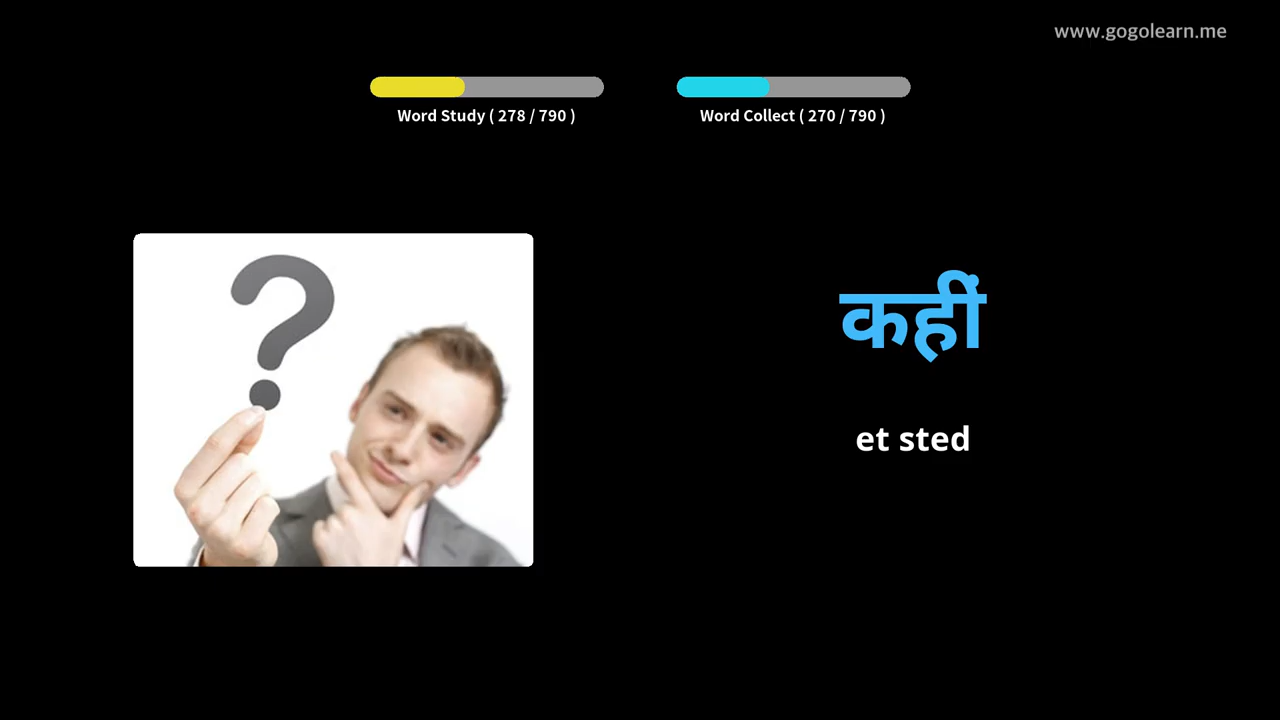 www.gogolearn.me
Word Study ( 278 / 790 )
Word Collect ( 270 / 790 )
?
कहीं
et sted